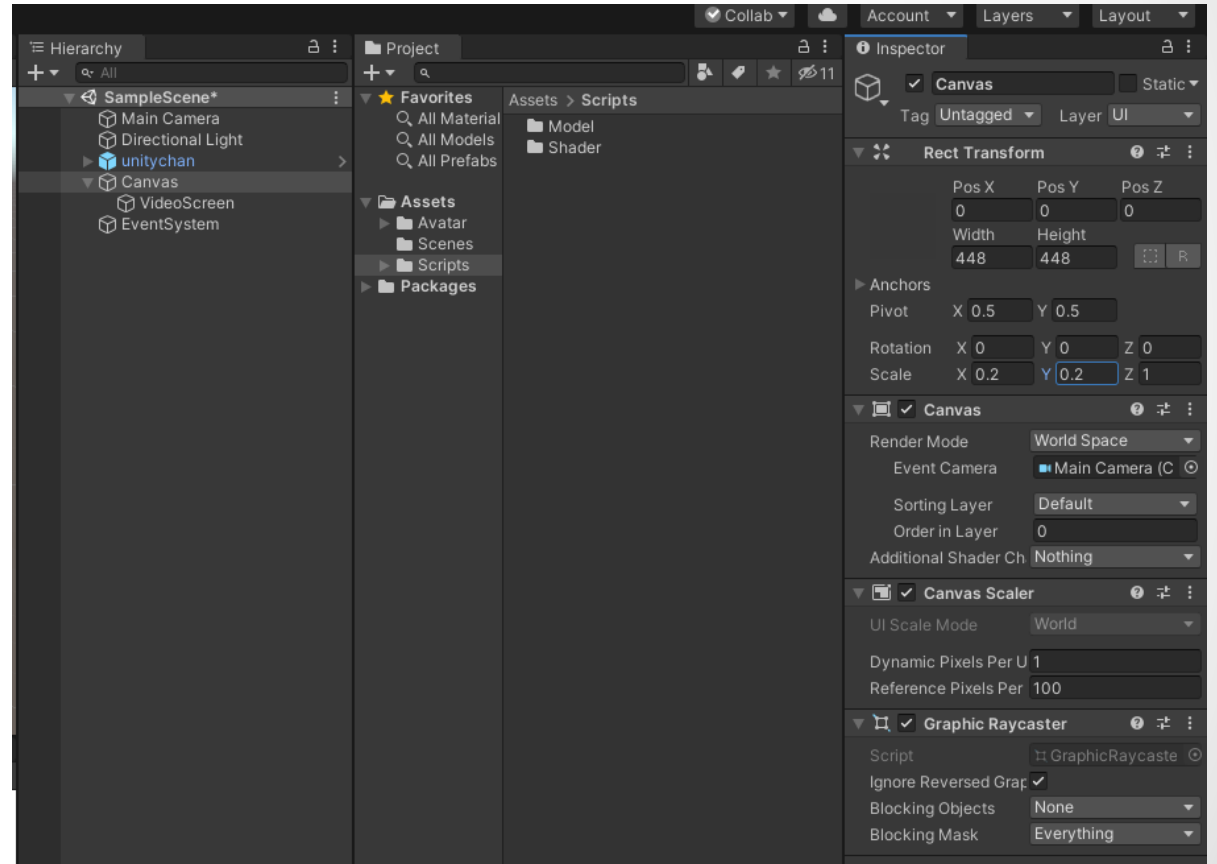 Collab
Account
Layers
Layout
Hierarchy
All
SampleScene*
Main Camera
Directional Light
unitychan
Canvas
VideoScreen
EventSystem
Project
11
Favorites
All Material
All Models
All Prefabs
Assets
Avatar
Scenes
Scripts
Packages
Assets > Scripts
Model
Shader
Inspector
Canvas Static
Tag Untagged Layer UI
Rect Transform
Pos X Pos Y Pos Z
0 0 0
Width Height
448 448 R
Anchors
Pivot X 0.5 Y 0.5
Rotation X 0 Y 0 Z 0
Scale X 0.2 Y 0.2 Z 1
Canvas
Render Mode World Space
Event Camera Main Camera (C
Sorting Layer Default
Order in Layer 0
Additional Shader Ch Nothing
Canvas Scaler
UI Scale Mode World
Dynamic Pixels Per U 1
Reference Pixels Per 100
Graphic Raycaster
Script GraphicRaycaste
Ignore Reversed Grap
Blocking Objects None
Blocking Mask Everything